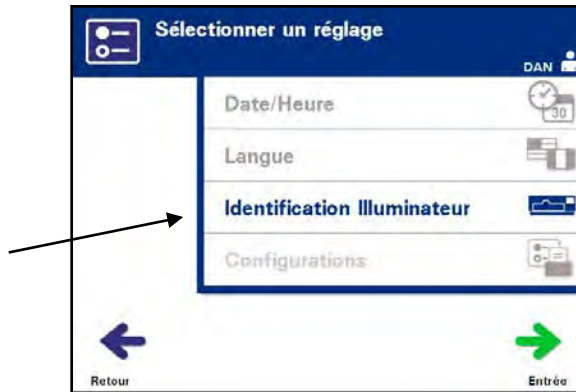 Sélectionner un réglage
DAN
Date/Heure
30
Langue
Identification Illuminateur
Configurations
Retour
Entrée